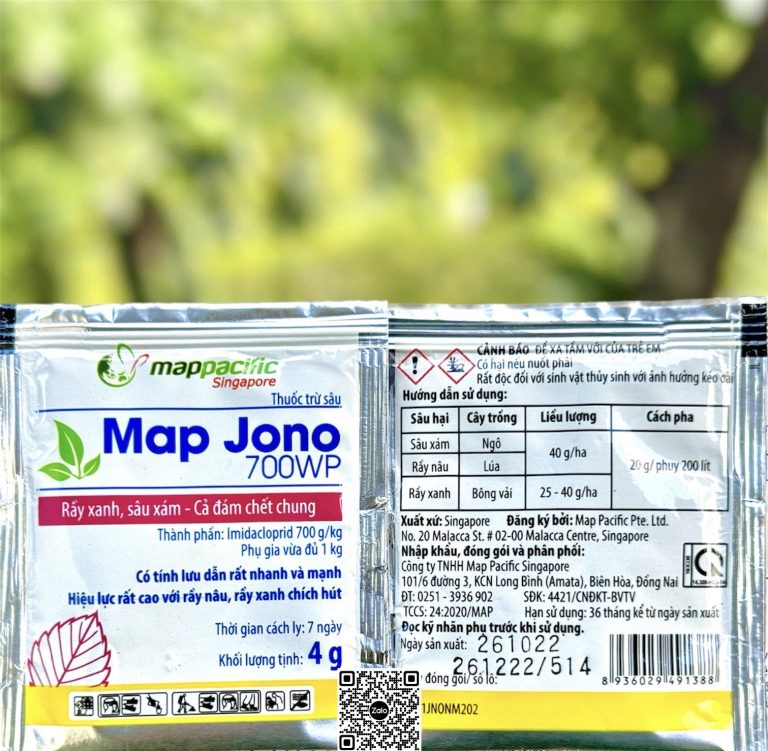 mappacific
Singapore
Thuốc trừ sâu
Map Jono
700WP
Rầy xanh, sâu xám - Cả đám chết chung
Thành phần: Imidacloprid 700 g/kg
Phụ gia vừa đủ 1 kg
Có tính lưu dẫn rất nhanh và mạnh
Hiệu lực rất cao với rầy nâu, rầy xanh chích hút
Thời gian cách ly: 7 ngày
Khối lượng tịnh: 4 g
CẢNH BÁO ĐỂ XA TẦM VỚI CỦA TRẺ EM
Có hại nếu nuốt phải
Rất độc đối với sinh vật thủy sinh với ảnh hưởng kéo dài
Hướng dẫn sử dụng:
Sâu hại Cây trồng Liều lượng Cách pha
Sâu xám Ngô 40 g/ha 20 g/ phuy 200 lít
Rầy nâu Lúa
Rầy xanh Bông vải 25 - 40 g/ha
Xuất xứ: Singapore Đăng ký bởi: Map Pacific Pte. Ltd.
No. 20 Malacca St. # 02-00 Malacca Centre, Singapore
Nhập khẩu, đóng gói và phân phối:
Công ty TNHH Map Pacific Singapore
101/6 đường 3, KCN Long Bình (Amata), Biên Hòa, Đồng Nai
ĐT: 0251 - 3936 902 SĐK: 4421/CNĐKT-BVTV
TCCS: 24:2020/MAP Hạn sử dụng: 36 tháng kể từ ngày sản xuất
Đọc kỹ nhãn phụ trước khi sử dụng.
Ngày sản xuất: 261022
đóng gói/ số lô: 261222/514
8 936029 491388
1JNONM202
Zalo